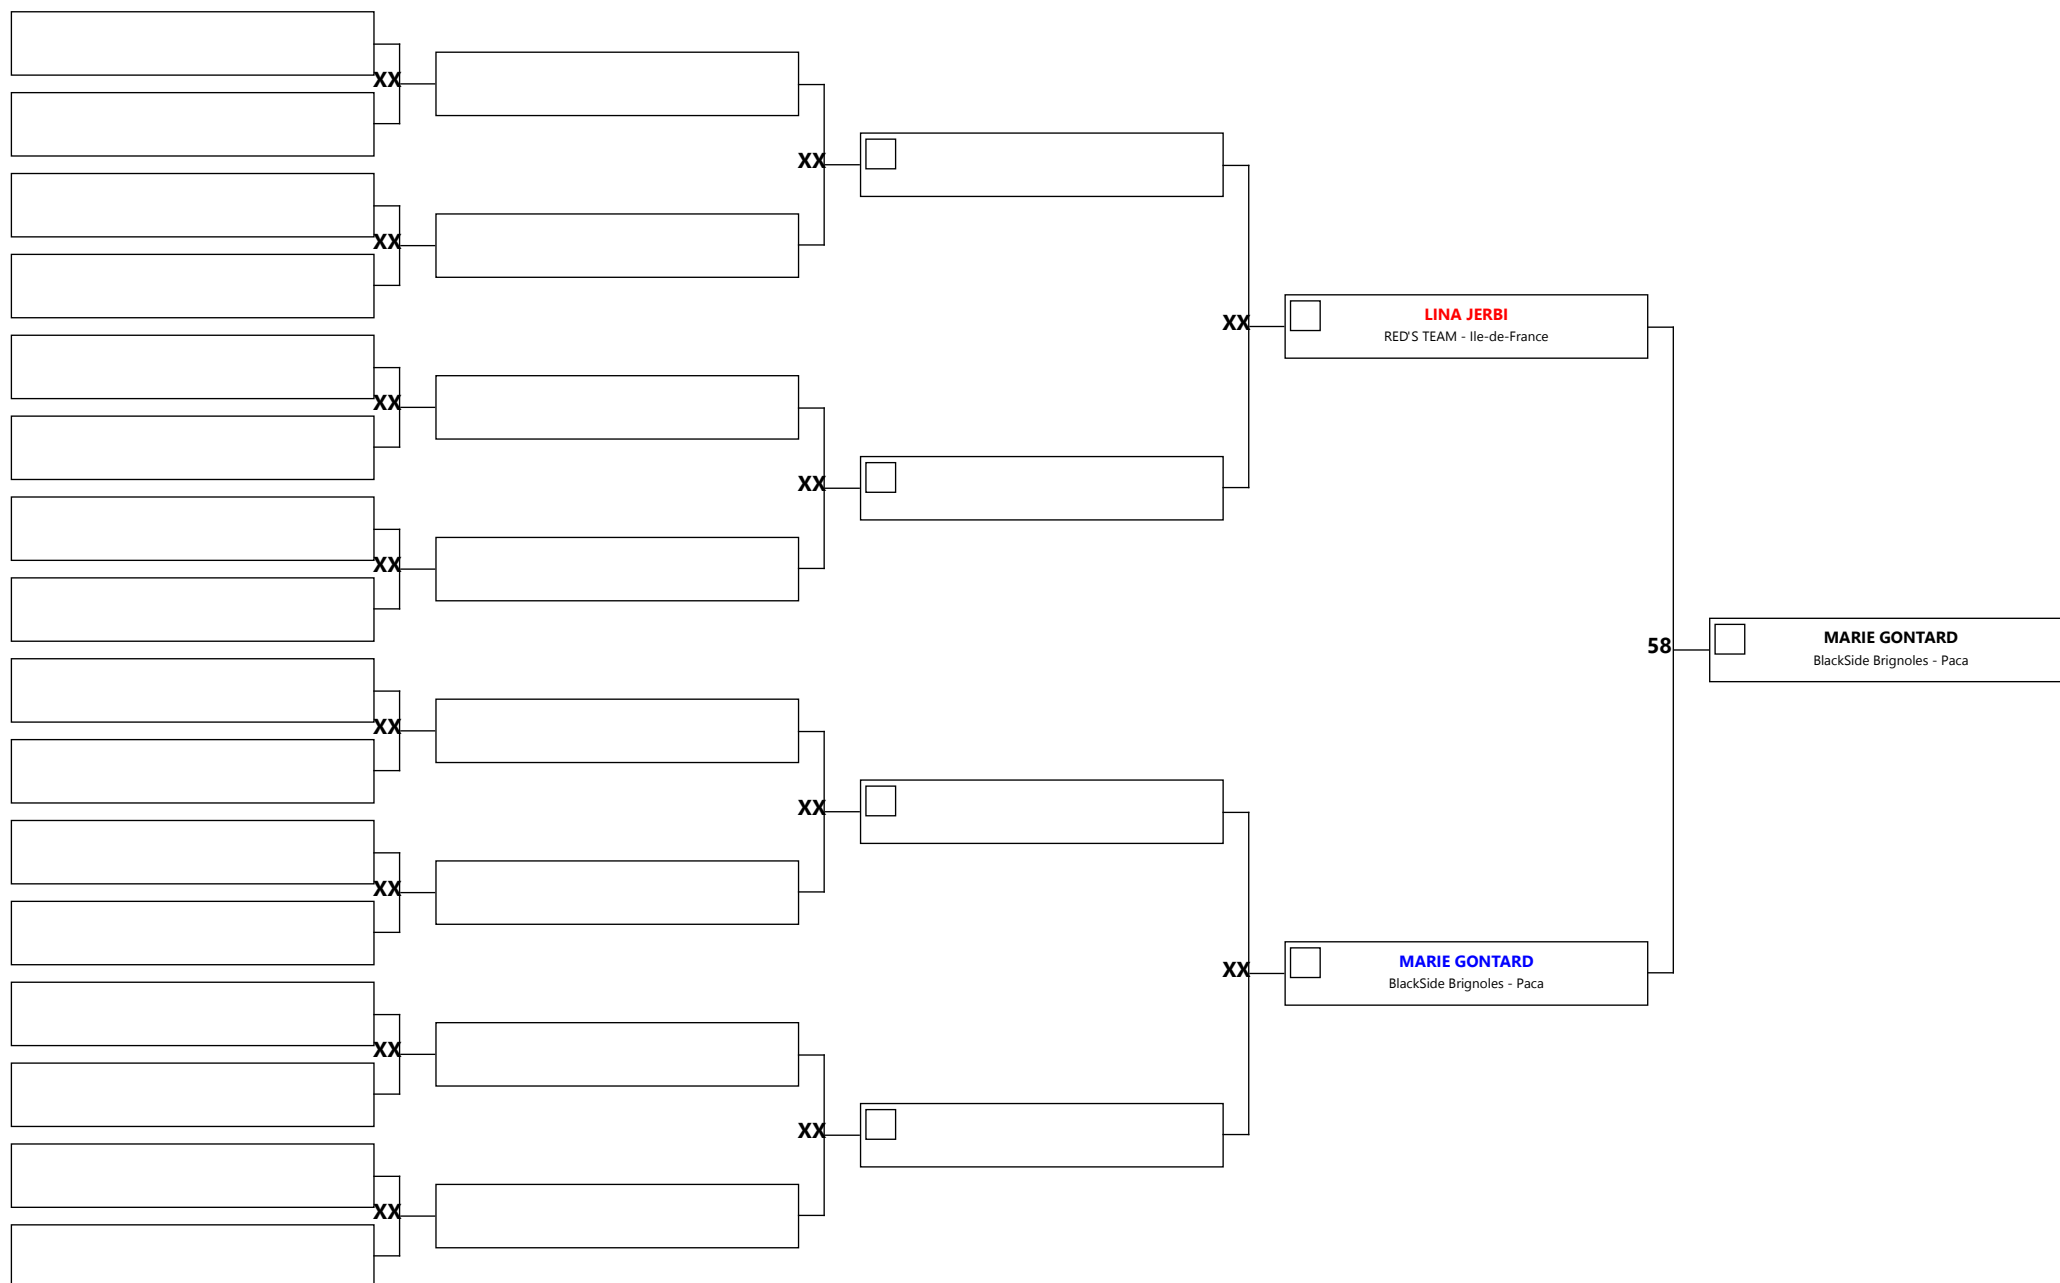 XX
XX
XX
XX
LINA JERBI
RED'S TEAM - Ile-de-France
XX
XX
XX
XX
58
MARIE GONTARD
BlackSide Brignoles - Paca
XX
XX
XX
MARIE GONTARD
BlackSide Brignoles - Paca
XX
XX
XX
XX